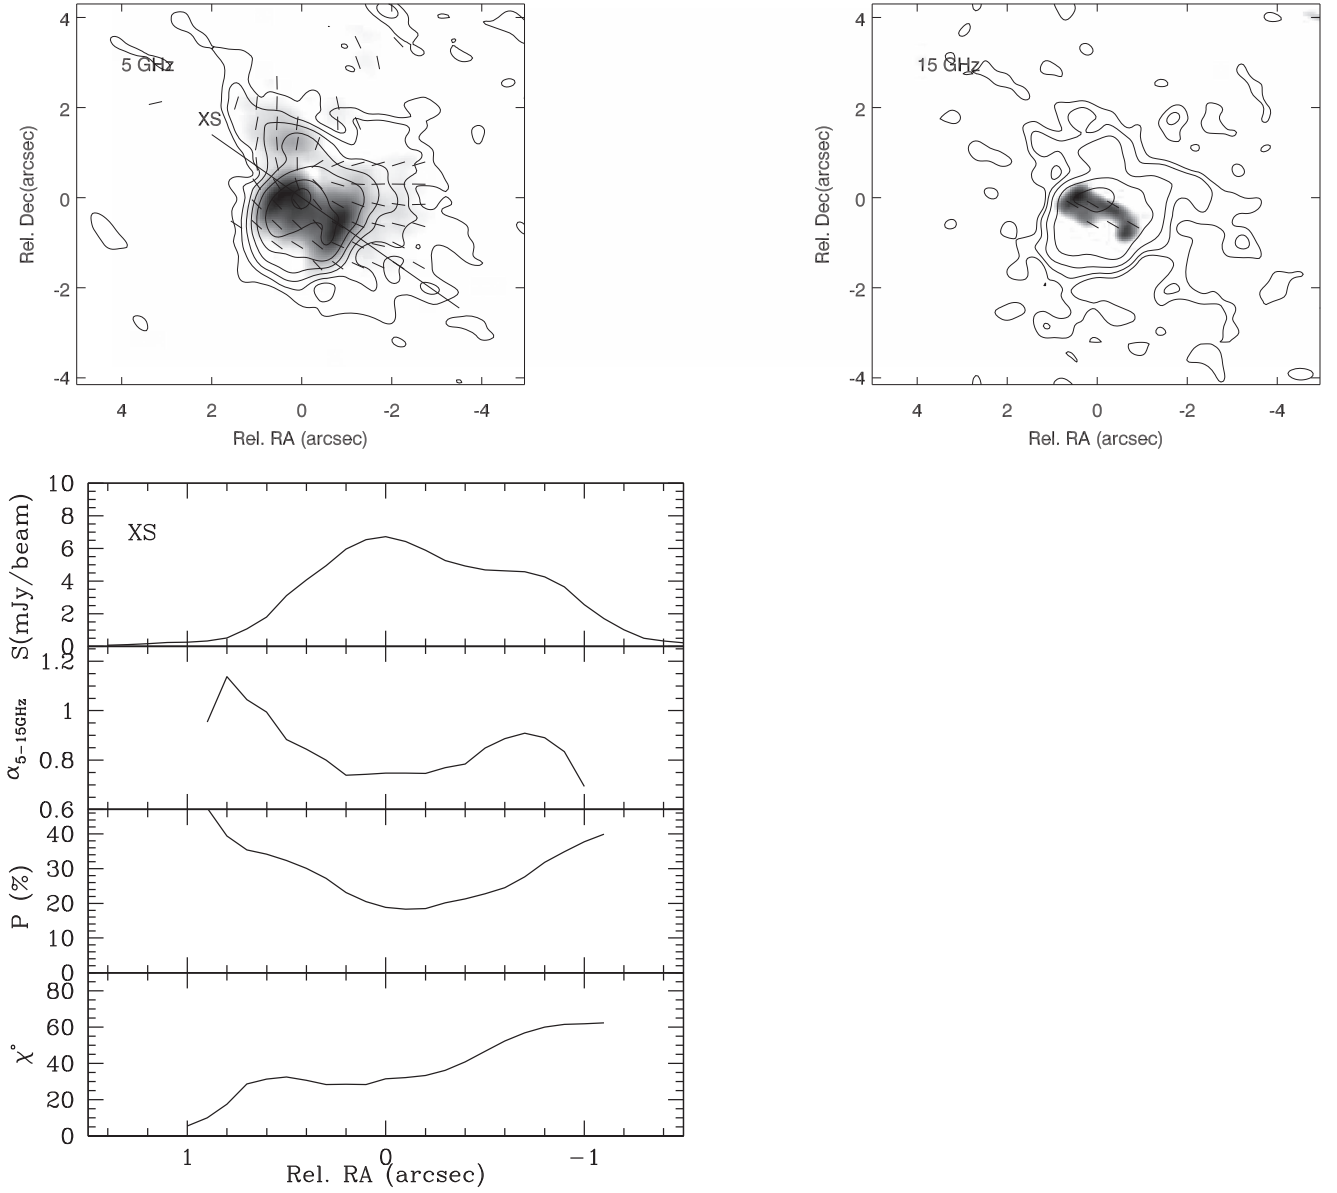 4
2
0
-2
-4
Rel. Dec(arcsec)
5 GHz
XS
4 2 0 -2 -4
Rel. RA (arcsec)
4
2
0
-2
-4
Rel. Dec(arcsec)
15 GHz
4 2 0 -2 -4
Rel. RA (arcsec)
10
8
6
4
2
0
S(mJy/beam)
XS
1.2
1
0.8
0.6
α5−15GHz
40
30
20
10
0
P (%)
80
60
40
20
0
χ°
1 0 −1
Rel. RA (arcsec)